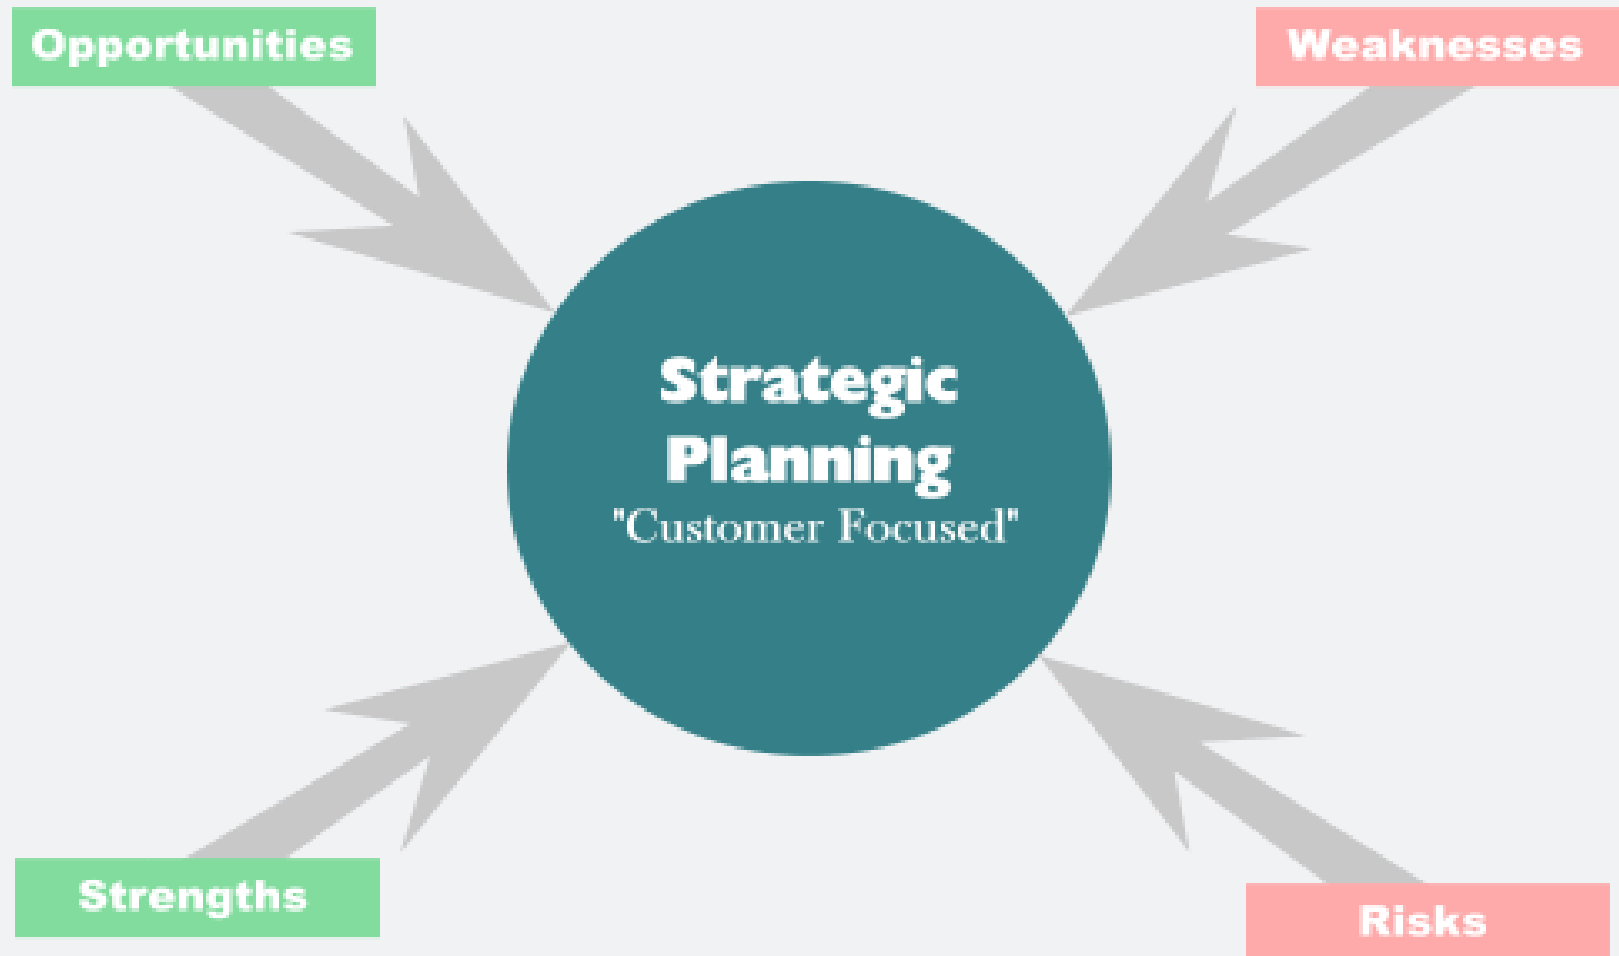 Opportunities
Weaknesses
Strategic
Planning
"Customer Focused"
Strengths
Risks